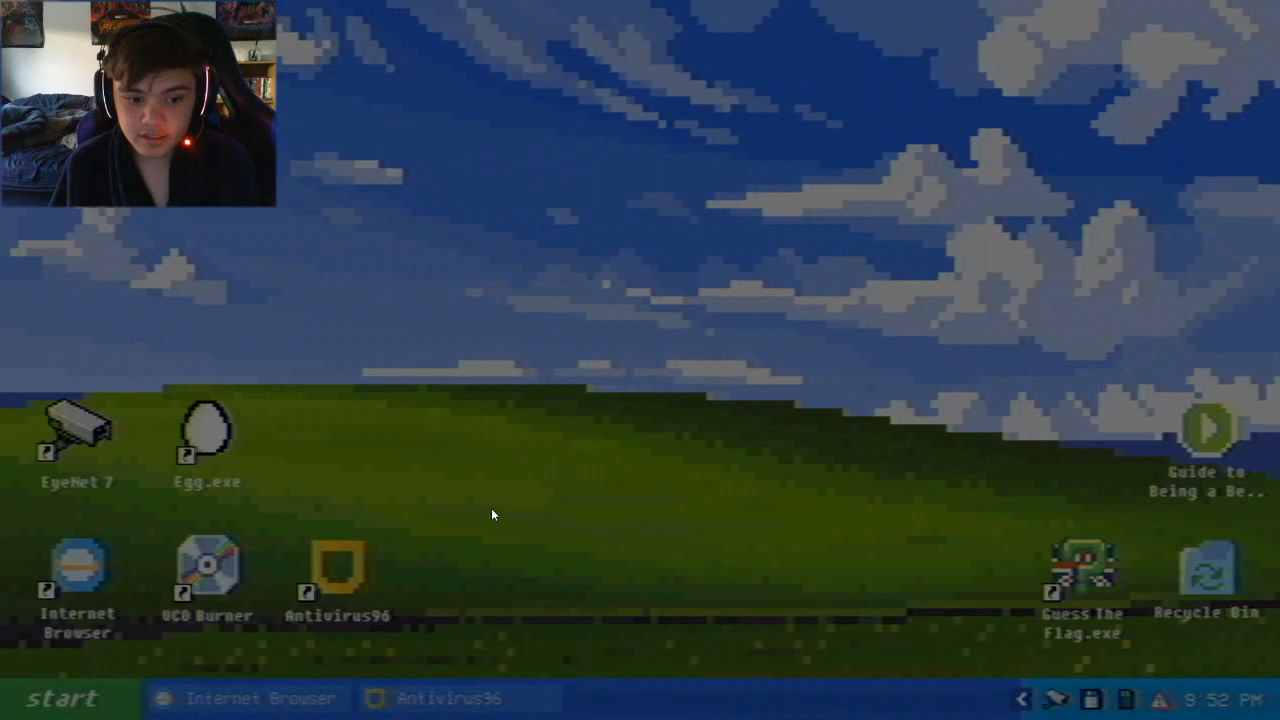 EyeNet 7
Egg.exe
Guide to
Being a Be..
Internet
Browser
VCD Burner
Antivirus96
Guess The
Flag.exe
Recycle Bin
start
Internet Browser
Antivirus96
9:52 PM